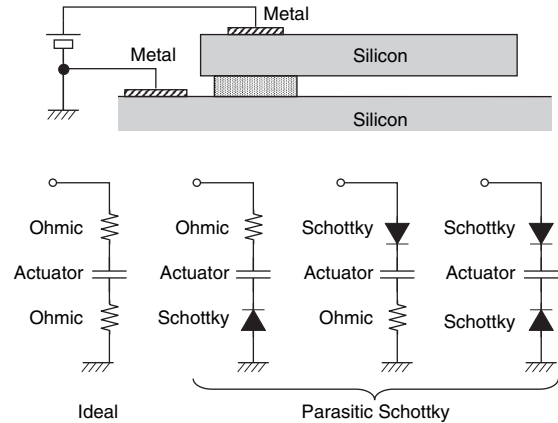 Metal
Metal
Silicon
Silicon
Ohmic
Ohmic
Schottky
Schottky
Actuator
Actuator
Actuator
Actuator
Ohmic
Schottky
Ohmic
Schottky
Ideal
Parasitic Schottky